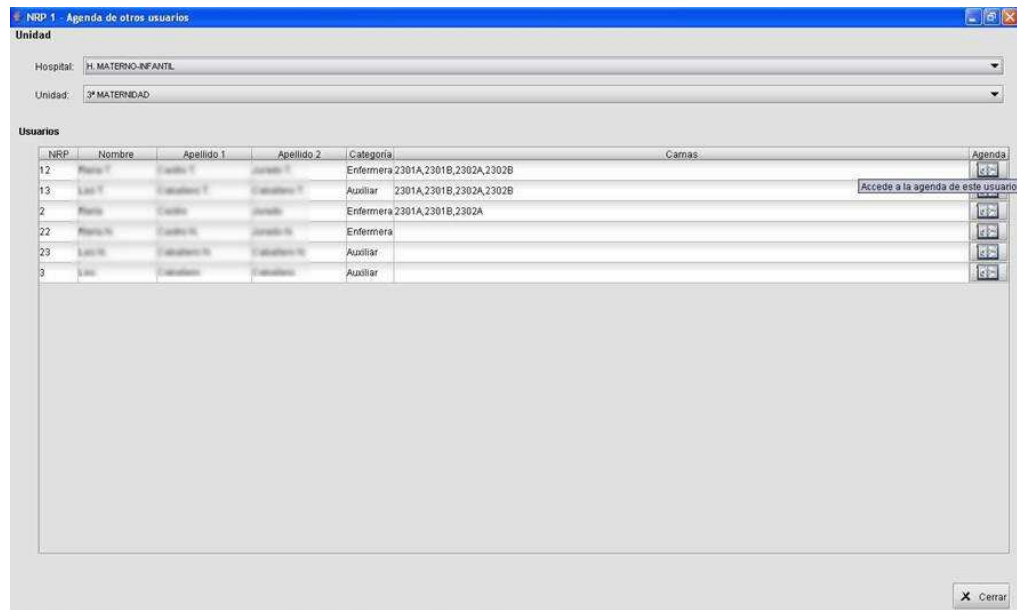 NRP 1 - Agenda de otros usuarios
Unidad
Hospital: H. MATERNO-INFANTIL
Unidad: 3ª MATERNIDAD
Usuarios
NRP Nombre Apellido 1 Apellido 2 Categoría Camas Agenda
12 Enfermera 2301A,2301B,2302A,2302B
13 Auxiliar 2301A,2301B,2302A,2302B
Accede a la agenda de este usuario
2 Enfermera 2301A,2301B,2302A
22 Enfermera
23 Auxiliar
3 Auxiliar
X Cerrar